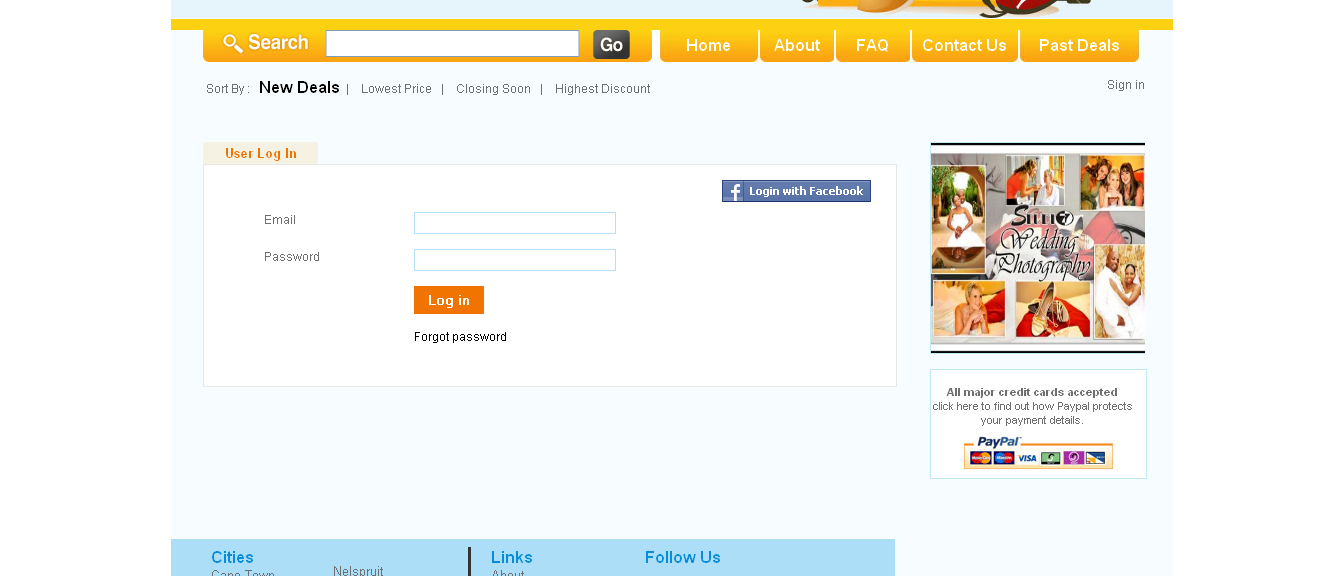 Search Go Home About FAQ Contact Us Past Deals
Sort By : New Deals | Lowest Price | Closing Soon | Highest Discount
Sign in
User Log In
Login with Facebook
Email
Password
Log in
Forgot password
Wedding
Photography
All major credit cards accepted
click here to find out how Paypal protects
your payment details.
PayPal
VISA
Cities Links Follow Us
Cape Town Nelspruit About